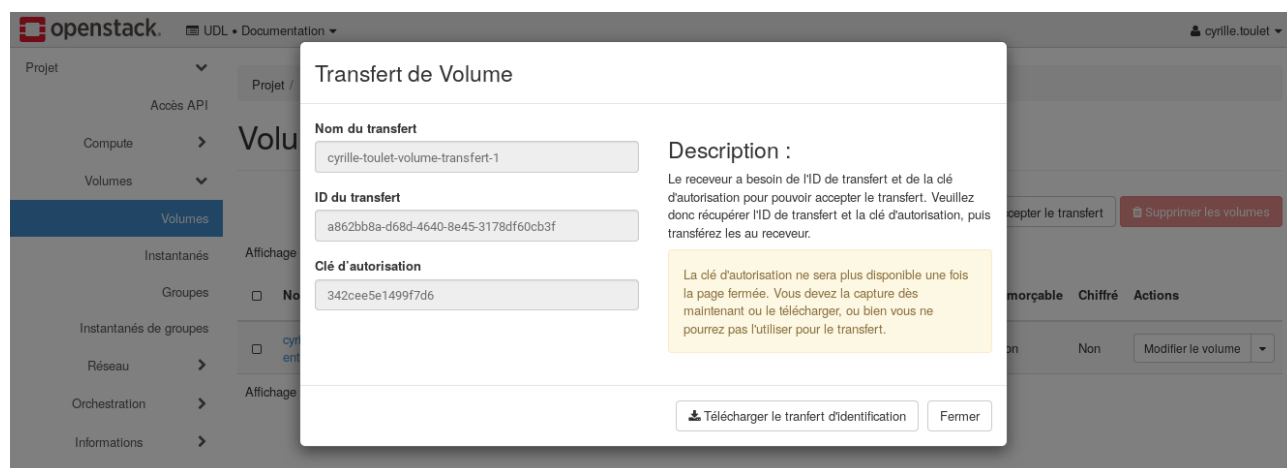 openstack. UDL • Documentation cyrille.toulet
Projet
Accès API
Compute
Volumes
Volumes
Instantanés
Groupes
Instantanés de groupes
Réseau
Orchestration
Informations
Projet /
Volu
Affichage
No
cyri
ent
Affichage
Transfert de Volume
Nom du transfert
cyrille-toulet-volume-transfert-1
ID du transfert
a862bb8a-d68d-4640-8e45-3178df60cb3f
Clé d'autorisation
342cee5e1499f7d6
Description :
Le receveur a besoin de l'ID de transfert et de la clé
d'autorisation pour pouvoir accepter le transfert. Veuillez
donc récupérer l'ID de transfert et la clé d'autorisation, puis
transférez les au receveur.
La clé d'autorisation ne sera plus disponible une fois
la page fermée. Vous devez la capture dès
maintenant ou le télécharger, ou bien vous ne
pourrez pas l'utiliser pour le transfert.
Télécharger le tranfert d'identification Fermer
ccepter le transfert Supprimer les volumes
morçable Chiffré Actions
on Non Modifier le volume